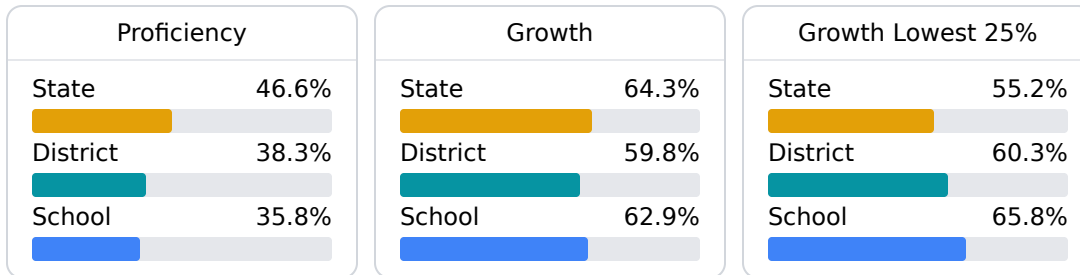 Proficiency
State 46.6%
District 38.3%
School 35.8%
Growth
State 64.3%
District 59.8%
School 62.9%
Growth Lowest 25%
State 55.2%
District 60.3%
School 65.8%